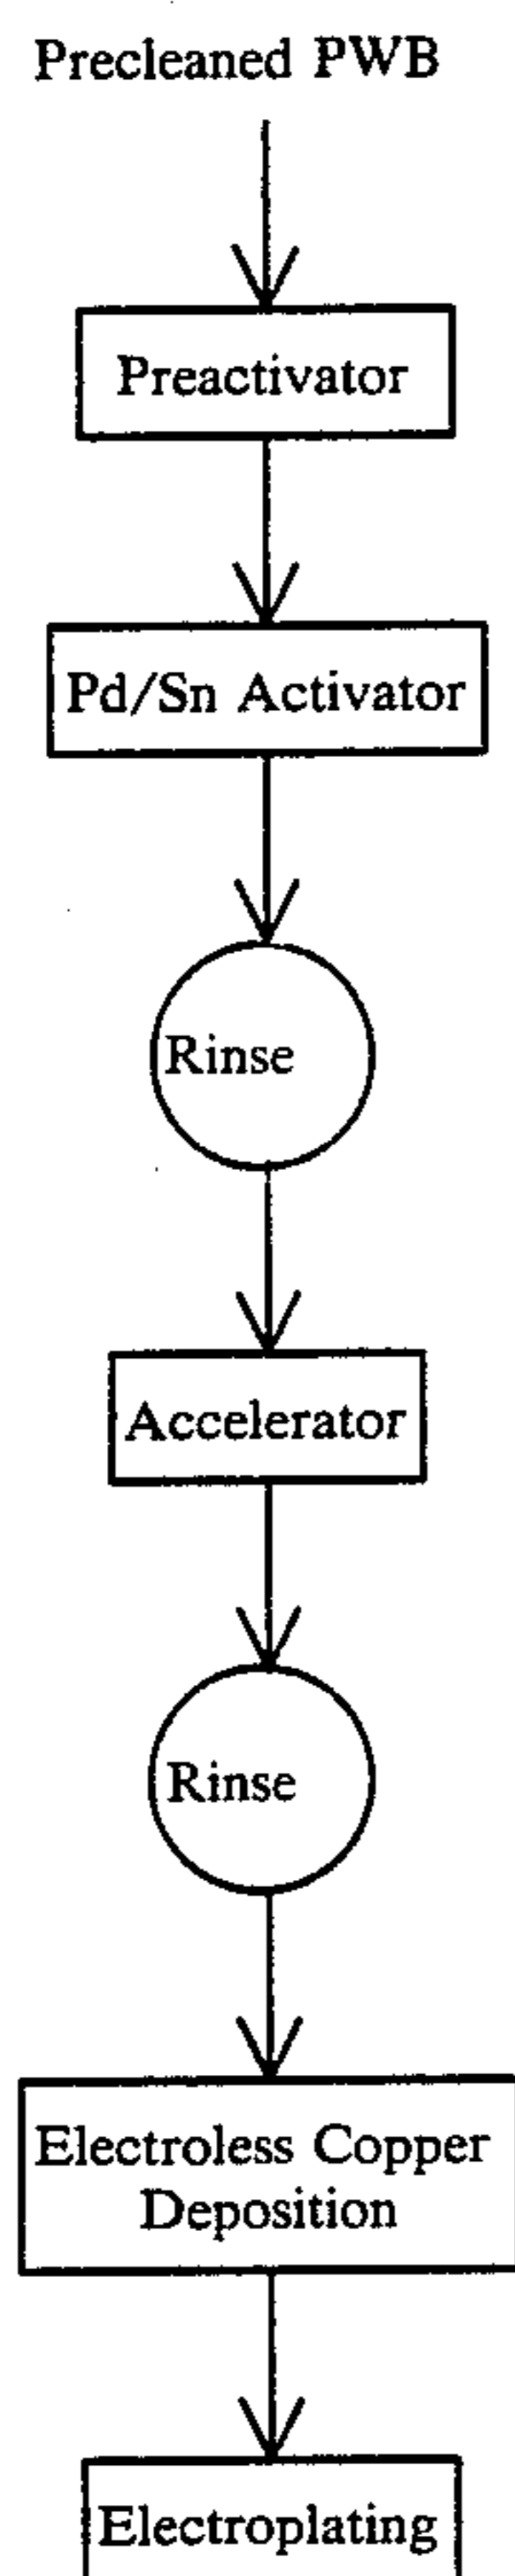 Precleaned PWB
Preactivator
Pd/Sn Activator
Rinse
Accelerator
Rinse
Electroless Copper
Deposition
Electroplating